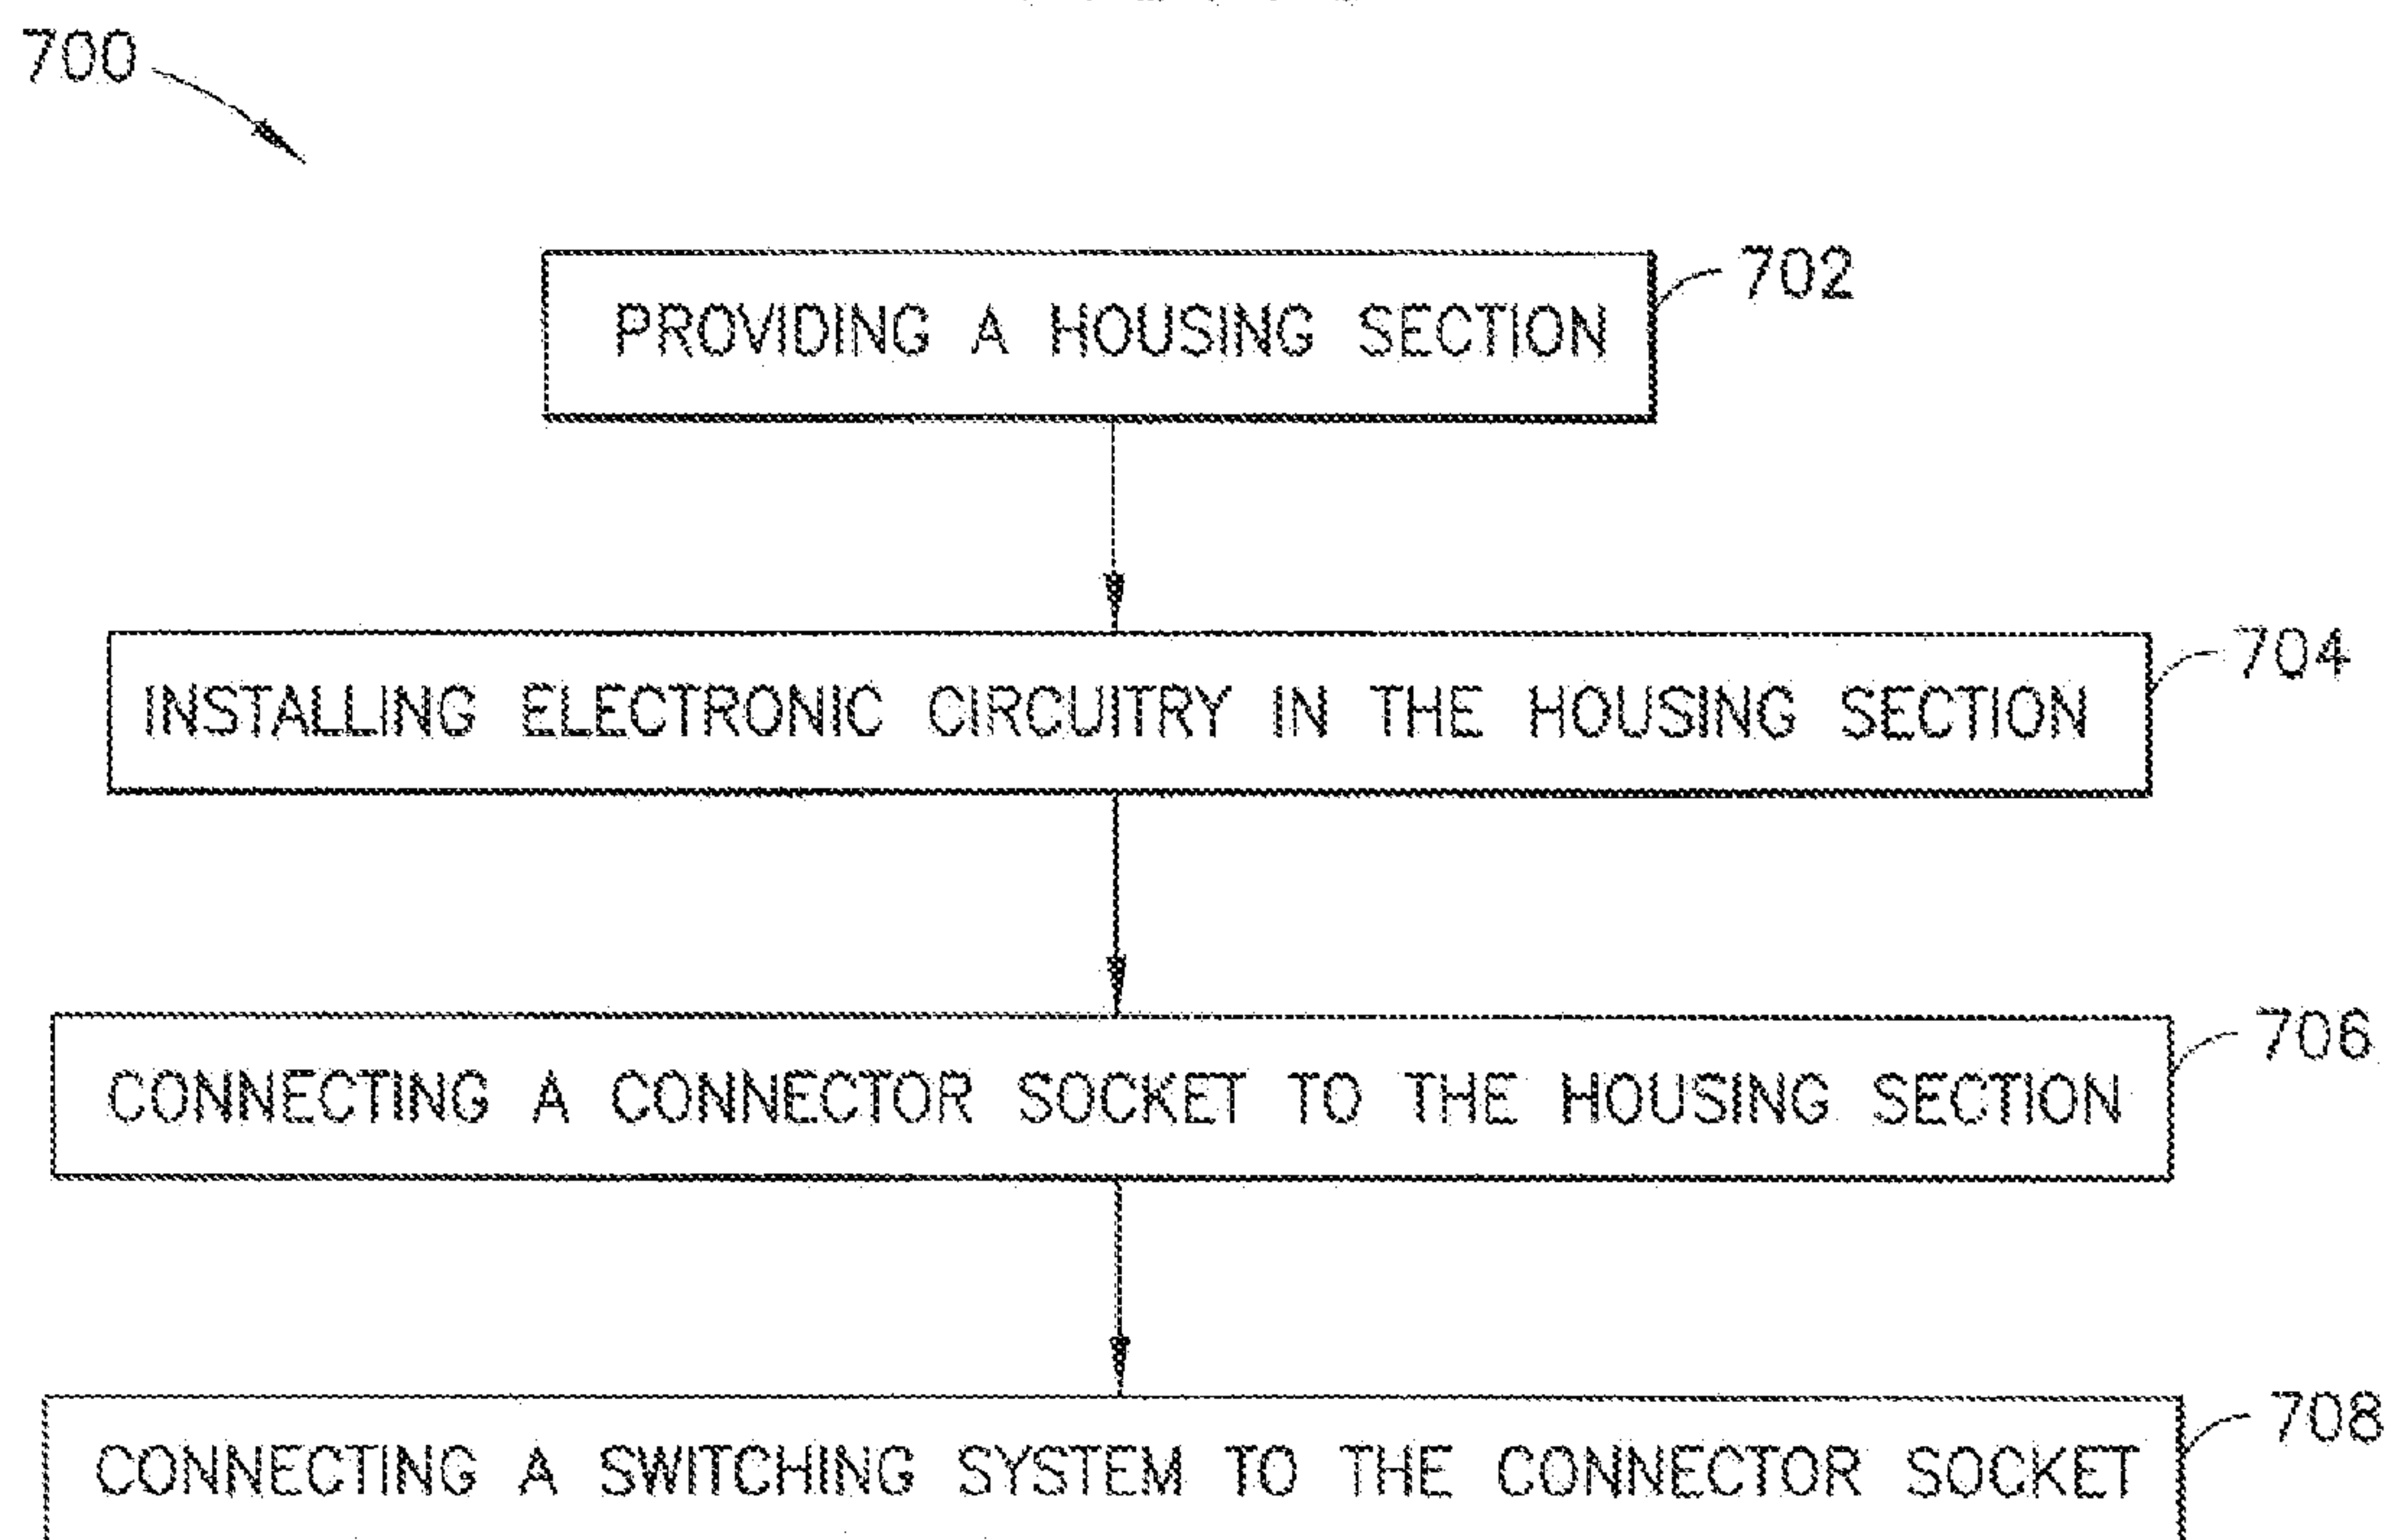 700
702
PROVIDING A HOUSING SECTION
704
INSTALLING ELECTRONIC CIRCUITRY IN THE HOUSING SECTION
706
CONNECTING A CONNECTOR SOCKET TO THE HOUSING SECTION
708
CONNECTING A SWITCHING SYSTEM TO THE CONNECTOR SOCKET